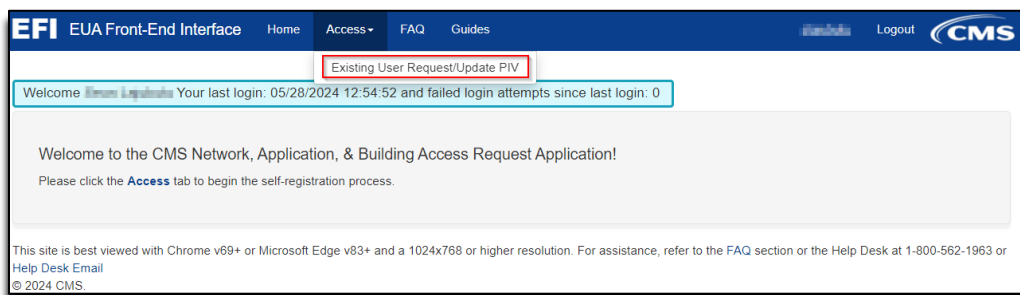 EFI EUA Front-End Interface Home Access FAQ Guides Logout CMS
Existing User Request/Update PIV
Welcome Your last login: 05/28/2024 12:54:52 and failed login attempts since last login: 0
Welcome to the CMS Network, Application, & Building Access Request Application!
Please click the Access tab to begin the self-registration process.
This site is best viewed with Chrome v69+ or Microsoft Edge v83+ and a 1024x768 or higher resolution. For assistance, refer to the FAQ section or the Help Desk at 1-800-562-1963 or
Help Desk Email
© 2024 CMS.